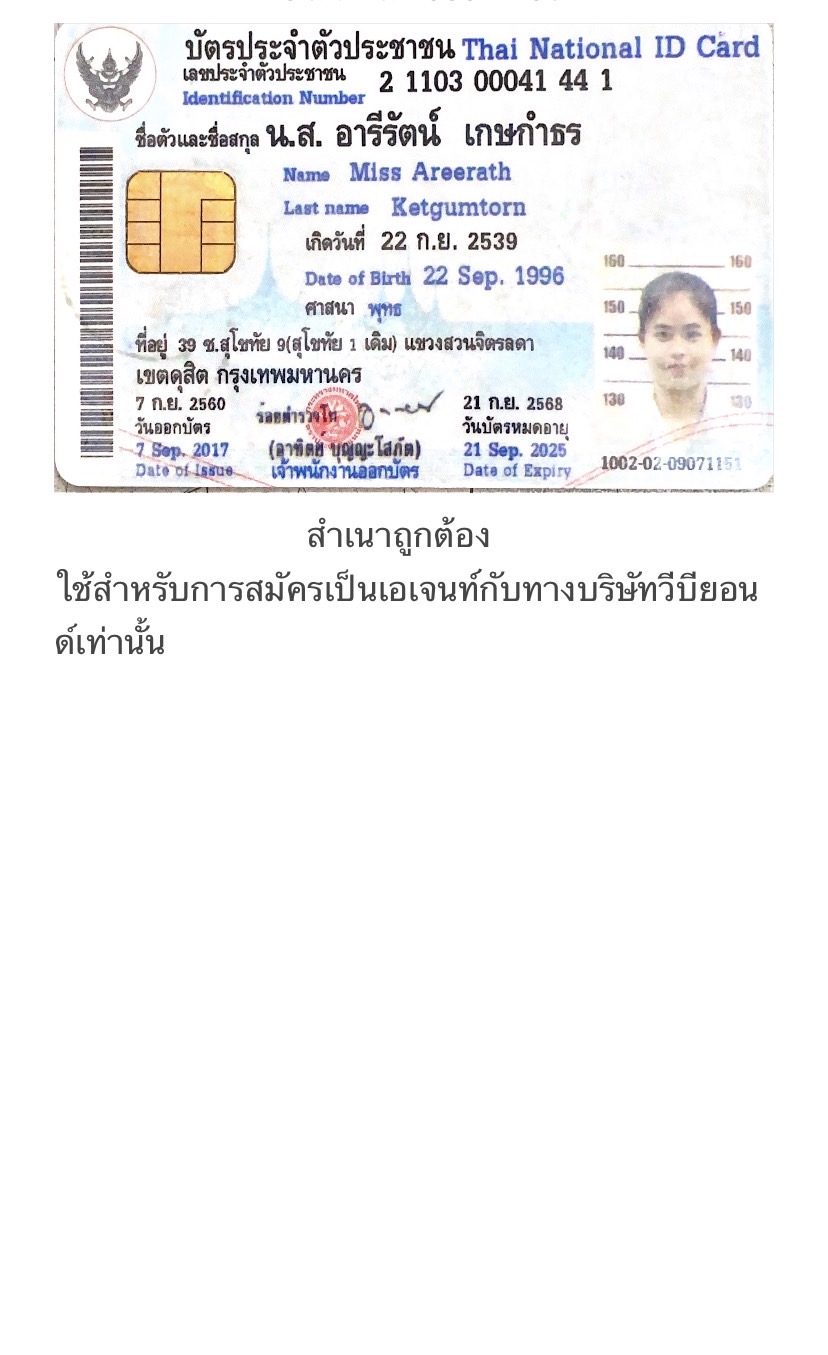 บัตรประจำตัวประชาชน Thai National ID Card
เลขประจำตัวประชาชน 2 1103 00041 44 1
Identification Number
ชื่อตัวและชื่อสกุล น.ส. อารีรัตน์ เกษกำธร
Name Miss Areerath
Last name Ketgumtorn
เกิดวันที่ 22 ก.ย. 2539
Date of Birth 22 Sep. 1996
ศาสนา พุทธ
ที่อยู่ 39 ซ.สุโขทัย 9(สุโขทัย 1 เดิม) แขวงสวนจิตรลดา
เขตดุสิต กรุงเทพมหานคร
160 160
150 150
140 140
130 130
7 ก.ย. 2560
วันออกบัตร
7 Sep. 2017
Date of Issue
ร้อยตำรวจโท
(อาทิตย์ บุญญะโสภัต)
เจ้าพนักงานออกบัตร
21 ก.ย. 2568
วันบัตรหมดอายุ
21 Sep. 2025
Date of Expiry
1002-02-09071151
สำเนาถูกต้อง
ใช้สำหรับการสมัครเป็นเอเจนท์กับทางบริษัทวีบียอน
ด์เท่านั้น